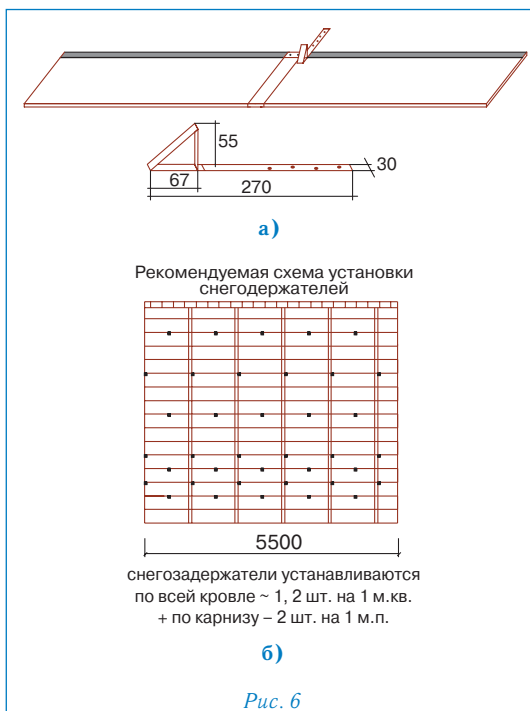 55
30
67
270
а)
Рекомендуемая схема установки
снегодержателей
5500
снегозадержатели устанавливаются
по всей кровле ~ 1, 2 шт. на 1 м.кв.
+ по карнизу – 2 шт. на 1 м.п.
б)
Рис. 6